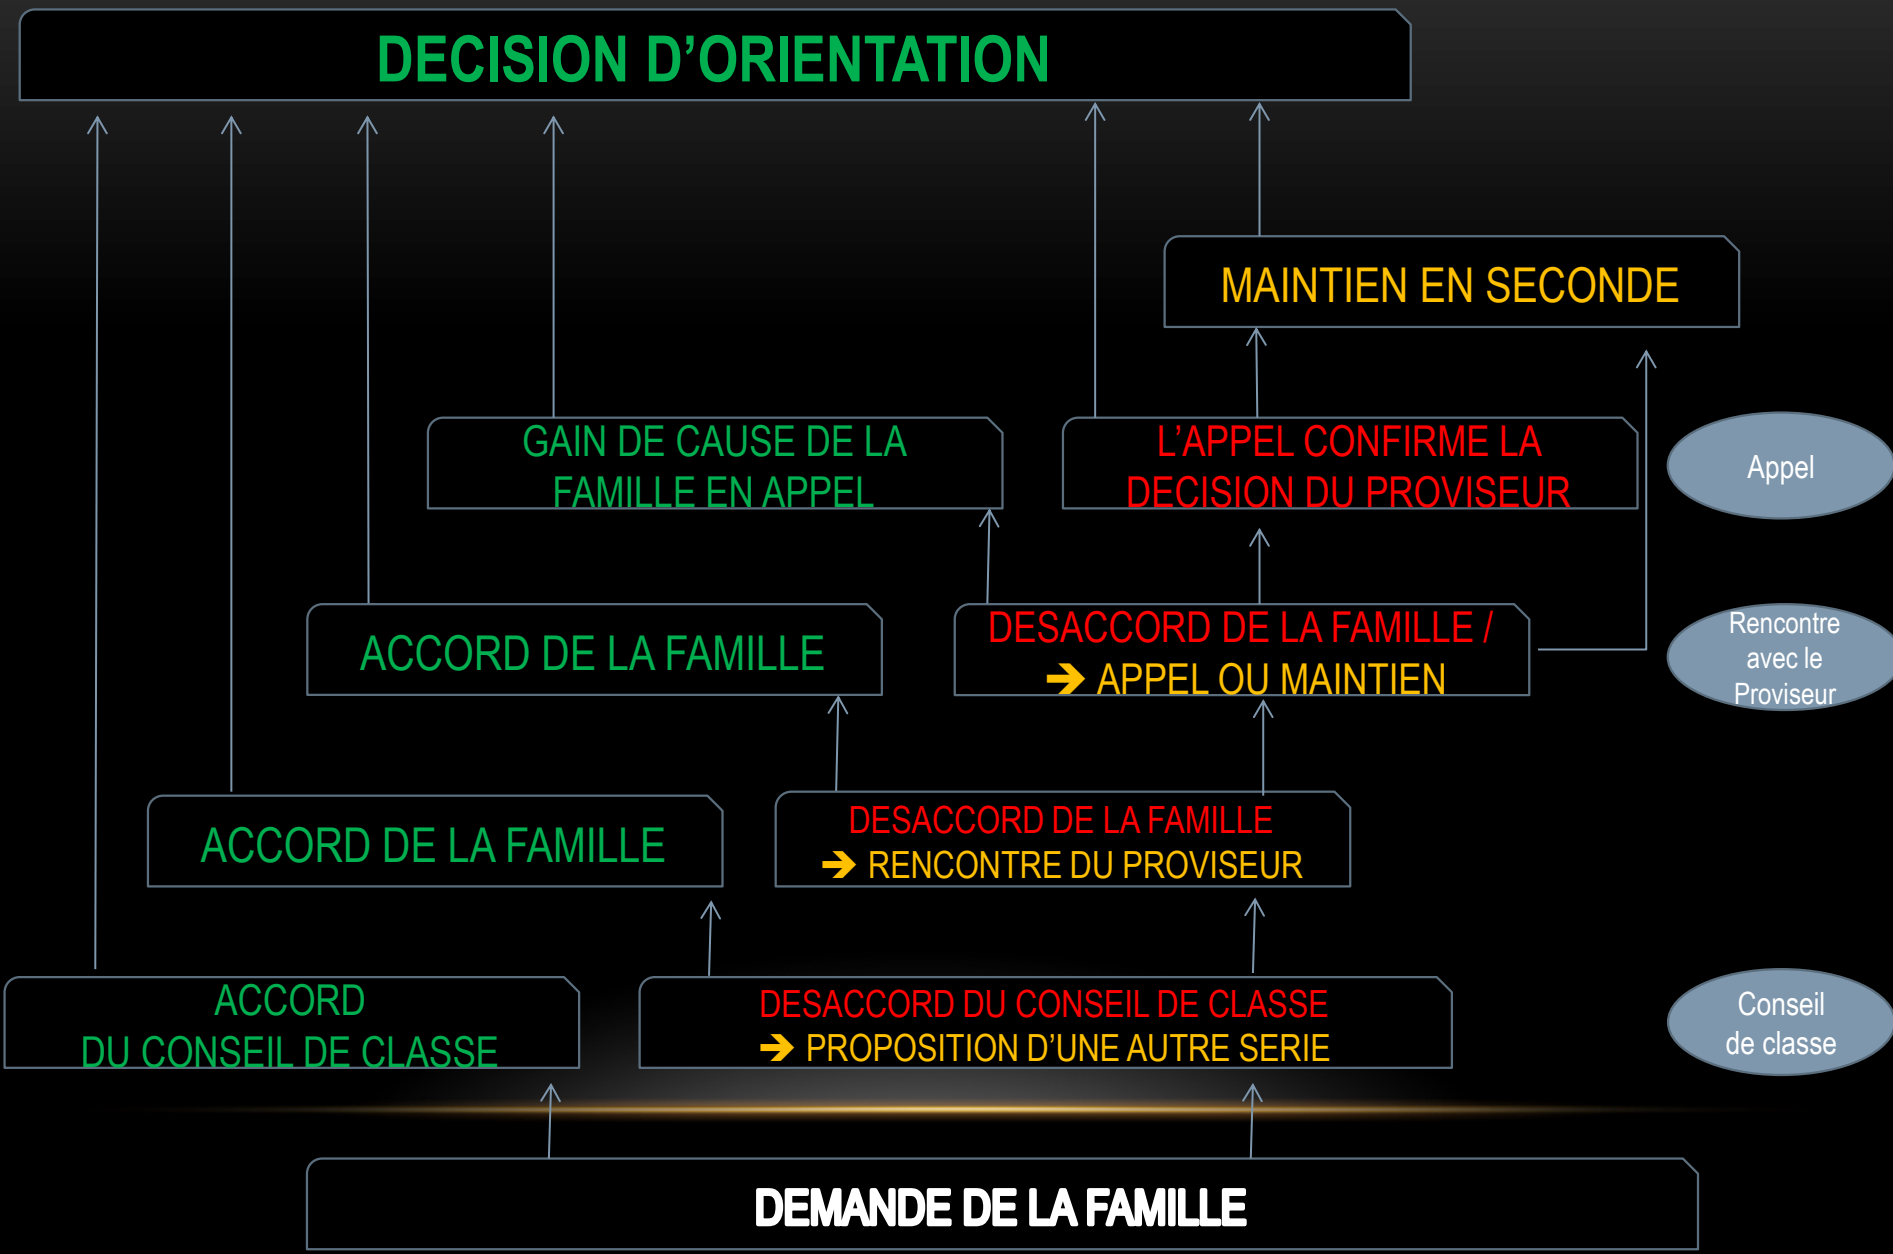 DECISION D’ORIENTATION
MAINTIEN EN SECONDE
GAIN DE CAUSE DE LA
FAMILLE EN APPEL
L’APPEL CONFIRME LA
DECISION DU PROVISEUR
Appel
ACCORD DE LA FAMILLE
DESACCORD DE LA FAMILLE /
➔ APPEL OU MAINTIEN
Rencontre
avec le
Proviseur
ACCORD DE LA FAMILLE
DESACCORD DE LA FAMILLE
➔ RENCONTRE DU PROVISEUR
ACCORD
DU CONSEIL DE CLASSE
DESACCORD DU CONSEIL DE CLASSE
➔ PROPOSITION D’UNE AUTRE SERIE
Conseil
de classe
DEMANDE DE LA FAMILLE